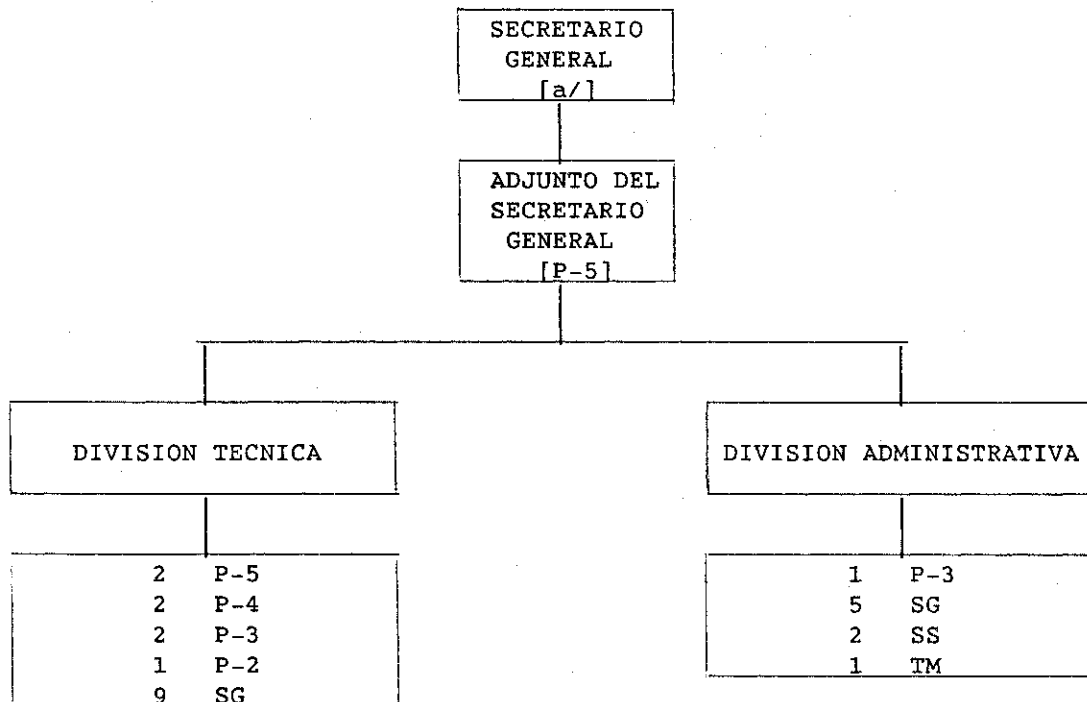 SECRETARIO
GENERAL
[a/]
ADJUNTO DEL
SECRETARIO
GENERAL
[P-5]
DIVISION TECNICA
DIVISION ADMINISTRATIVA
2 P-5
2 P-4
2 P-3
1 P-2
9 SG
1 P-3
5 SG
2 SS
1 TM